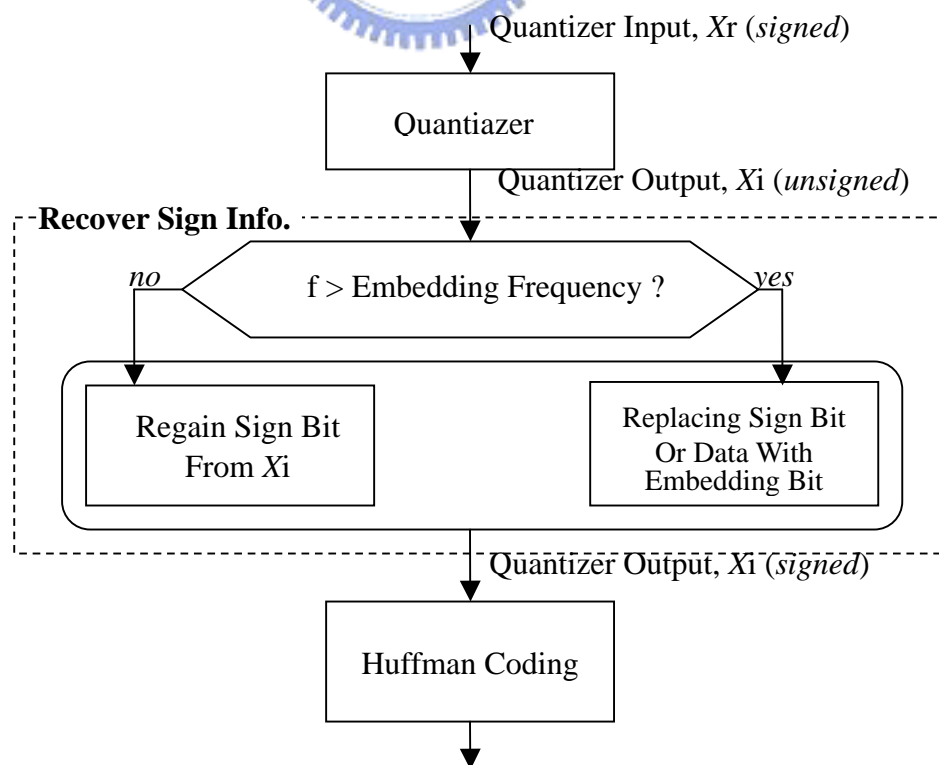 Quantizer Input, Xr (signed)
Quantiazer
Quantizer Output, Xi (unsigned)
Recover Sign Info.
no
f > Embedding Frequency ?
yes
Regain Sign Bit
From Xi
Replacing Sign Bit
Or Data With
Embedding Bit
Quantizer Output, Xi (signed)
Huffman Coding